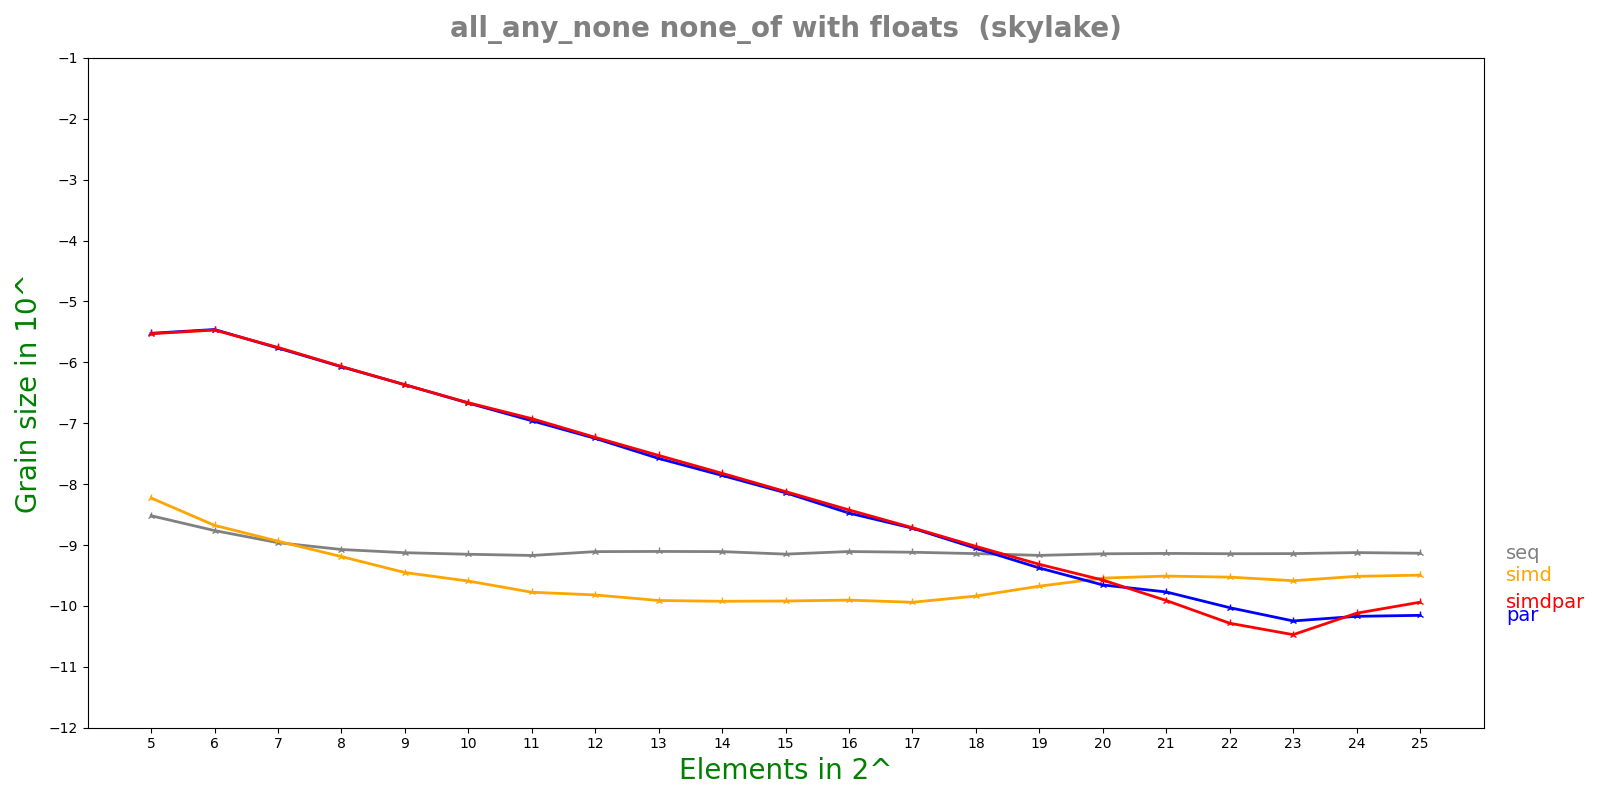 all_any_none none_of with floats (skylake)
Grain size in 10^
−1
−2
−3
−4
−5
−6
−7
−8
−9
−10
−11
−12
seq
simd
simdpar
par
5 6 7 8 9 10 11 12 13 14 15 16 17 18 19 20 21 22 23 24 25
Elements in 2^